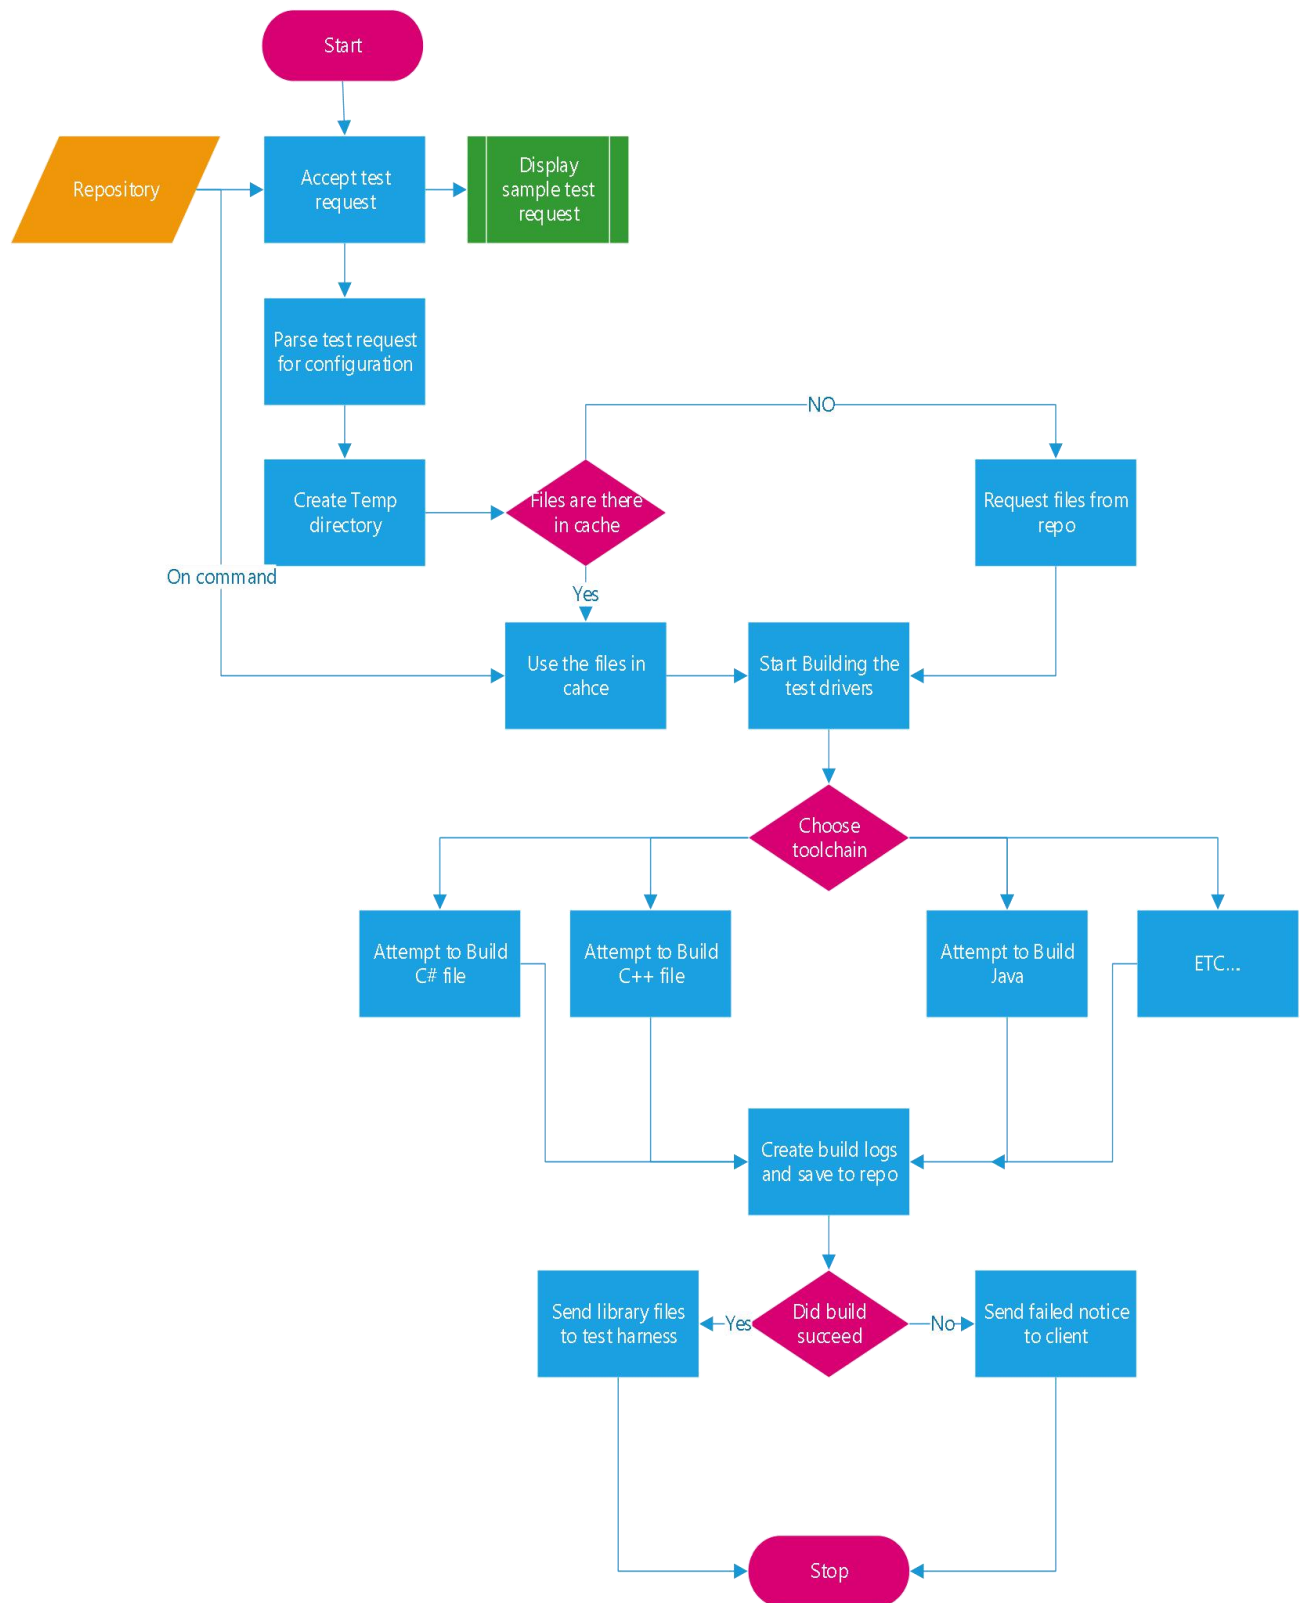 Start
Repository
Accept test
request
Display
sample test
request
Parse test request
for configuration
NO
Create Temp
directory
Files are there
in cache
Request files from
repo
On command
Yes
Use the files in
cahce
Start Building the
test drivers
Choose
toolchain
Attempt to Build
C# file
Attempt to Build
C++ file
Attempt to Build
Java
ETC...
Create build logs
and save to repo
Send library files
to test harness
Yes
Did build
succeed
No
Send failed notice
to client
Stop